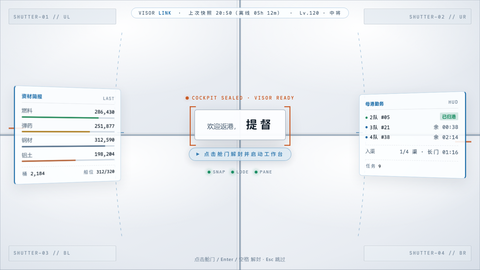 SHUTTER-01 // UL
VISOR LINK · 上次快照 20:50 (离线 05h 12m) · Lv.120 · 中将
SHUTTER-02 // UR
资材简报
LAST
燃料 286,430
弹药 251,877
钢材 312,590
铝土 198,204
桶 2,184
舰位 312/320
COCKPIT SEALED · VISOR READY
欢迎返港, 提督
▶ 点击舱门解封并启动工作台
SNAP LODE PANE
母港勤务
HUD
2队 #05 已归港
3队 #21 余 00:38
4队 #38 余 02:14
入渠 1/4 渠 · 长门 01:16
任务 9
SHUTTER-03 // BL
点击舱门 / Enter / 空格 解封 · Esc 跳过
SHUTTER-04 // BR